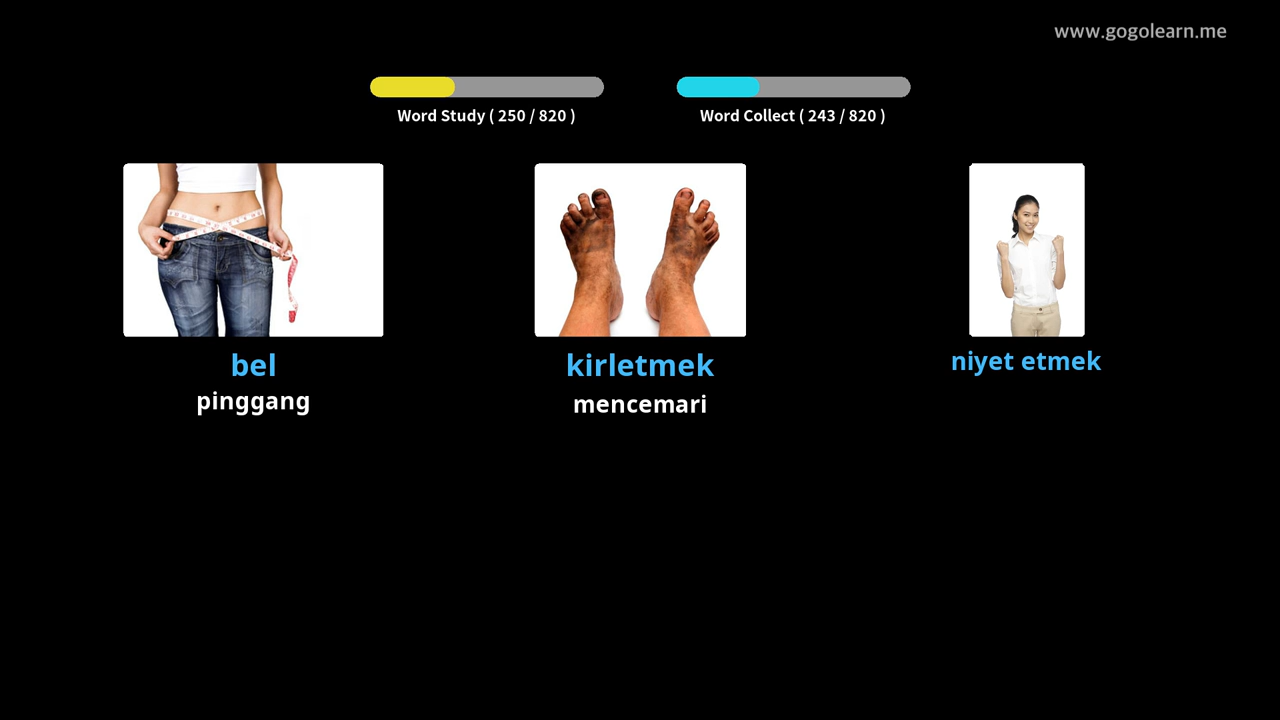 www.gogolearn.me
Word Study ( 250 / 820 )
Word Collect ( 243 / 820 )
bel
pinggang
kirletmek
mencemari
niyet etmek